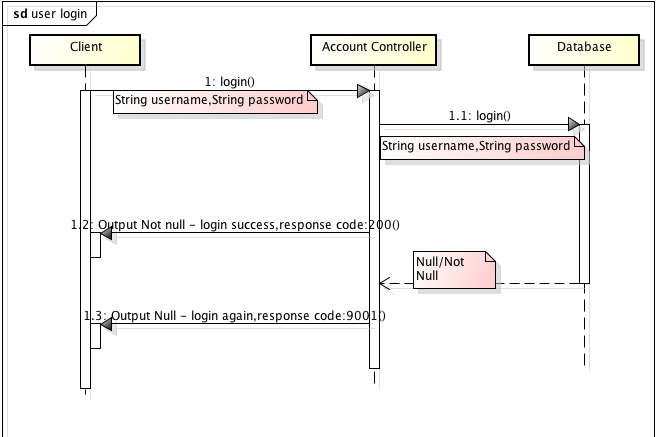 sd user login
Client
Account Controller
Database
1: login()
String username,String password
1.1: login()
String username,String password
1.2: Output Not null – login success,response code:200()
Null/Not
Null
1.3: Output Null – login again,response code:9001()